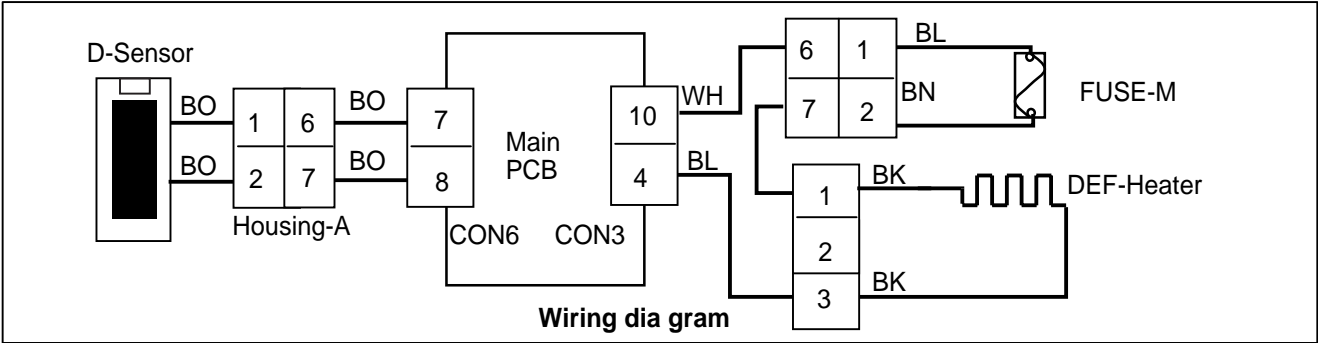 D-Sensor
BO
BO
1
6
2
7
BO
BO
Housing-A
7
8
Main
PCB
CON6
CON3
10
4
WH
BL
6
1
7
2
BL
BN
FUSE-M
1
2
3
BK
BK
DEF-Heater
Wiring dia gram